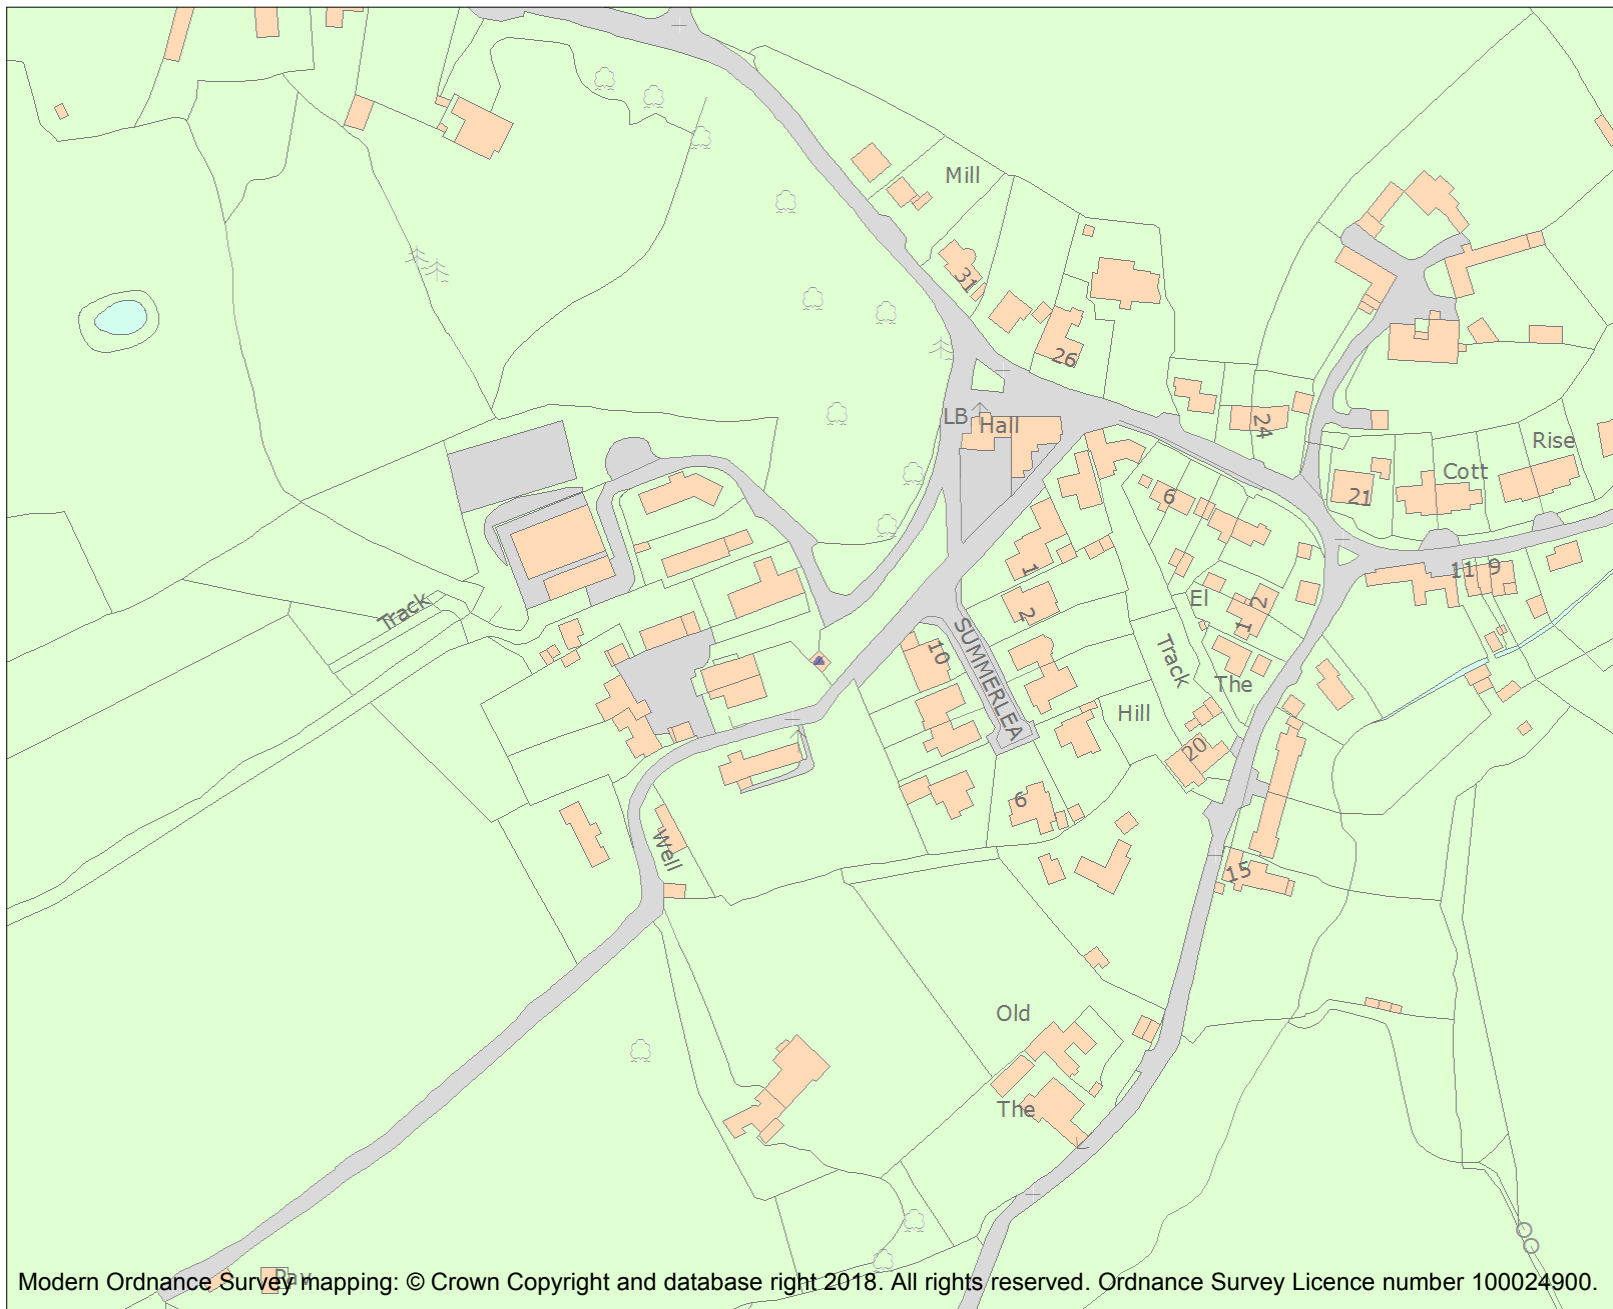 Mill
31
26
LB
Hall
24
Rise
Cott
21
6
1
11
9
Track
El
2
1
2
SUMMERLEA
10
Track
The
Hill
20
6
Well
15
Old
The
Pav
Modern Ordnance Survey mapping: © Crown Copyright and database right 2018. All rights reserved. Ordnance Survey Licence number 100024900.